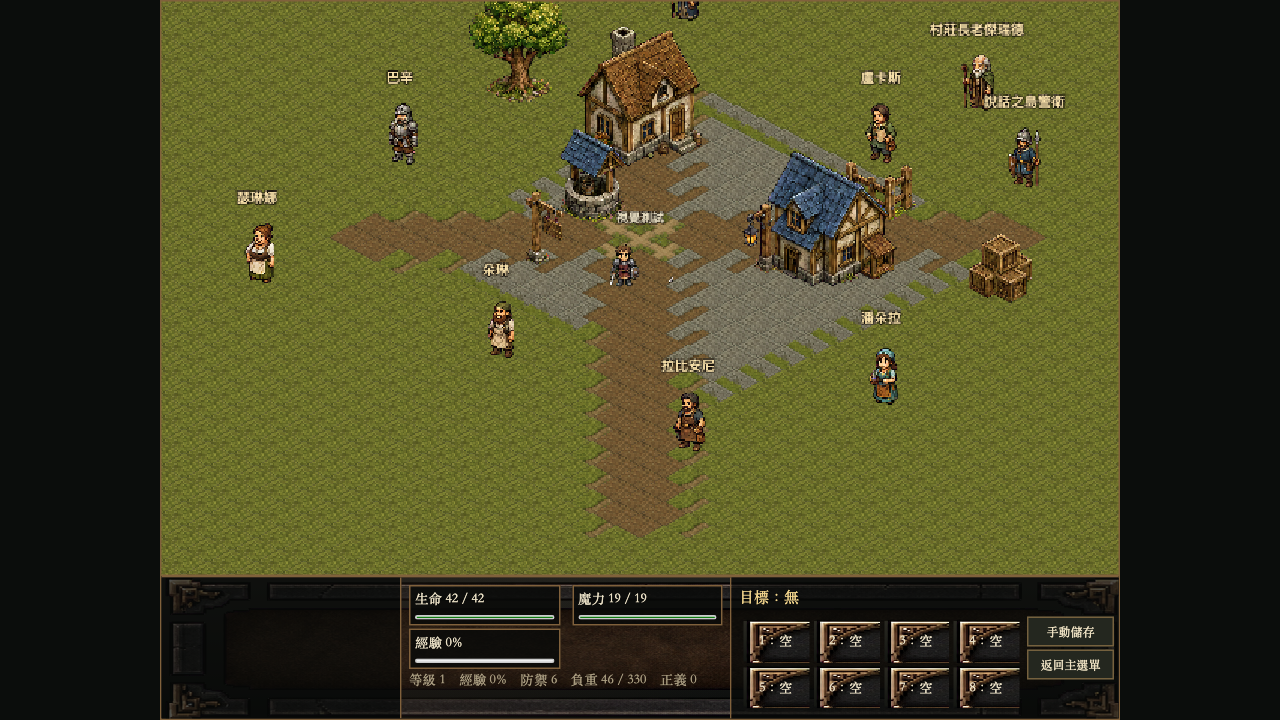 村莊長老傑瑞德
巴辛
盧卡斯
說話之島警衛
瑟琳娜
視覺測試
朵琳
潘朵拉
拉比安尼
生命 42 / 42
魔力 19 / 19
目標：無
經驗 0%
1：空
2：空
3：空
4：空
手動儲存
返回主選單
等級 1 經驗 0% 防禦 6 負重 46 / 330 正義 0
5：空
6：空
7：空
8：空